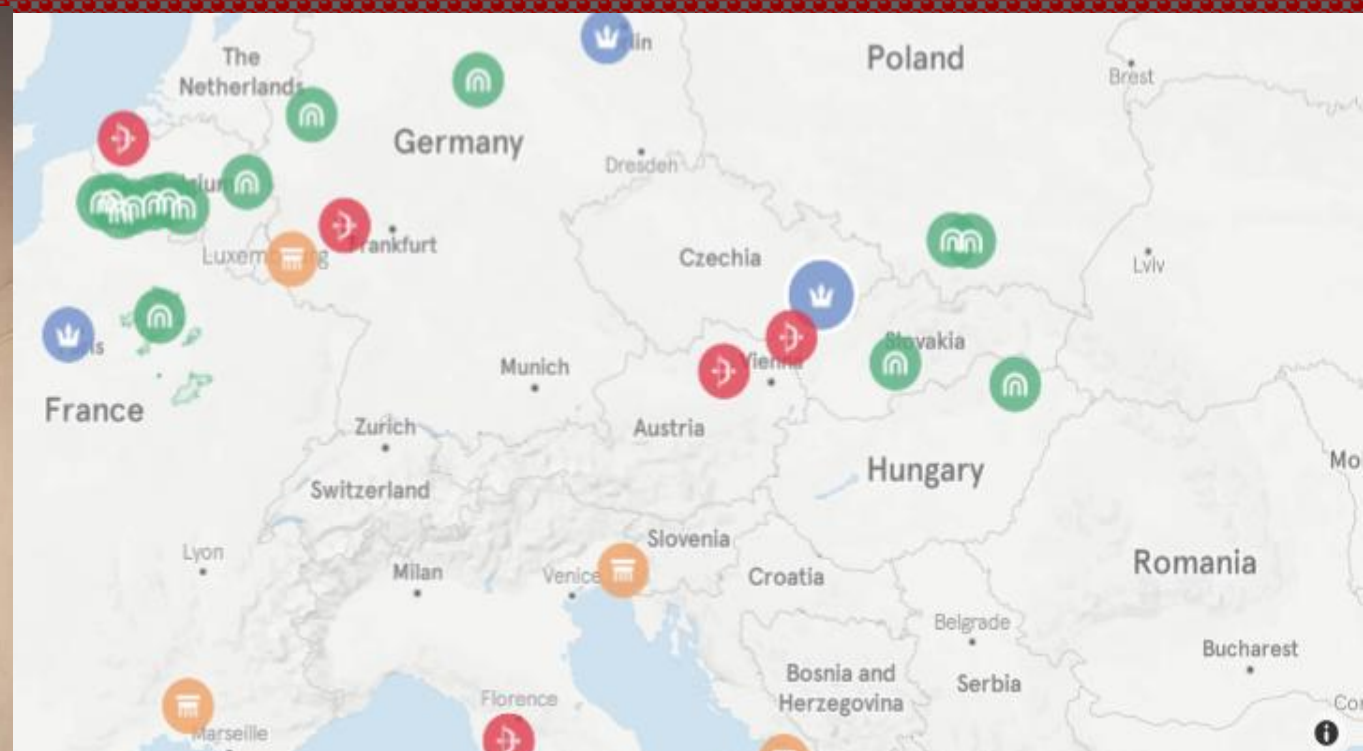 The
Netherlands
Poland
Brest
Germany
Dresden
Frankfurt
Czechia
Lviv
Slovakia
Vienna
Munich
France
Zurich
Austria
Switzerland
Hungary
Slovenia
Lyon
Milan
Venice
Croatia
Romania
Belgrade
Bucharest
Bosnia and
Herzegovina
Serbia
Florence
Marseille